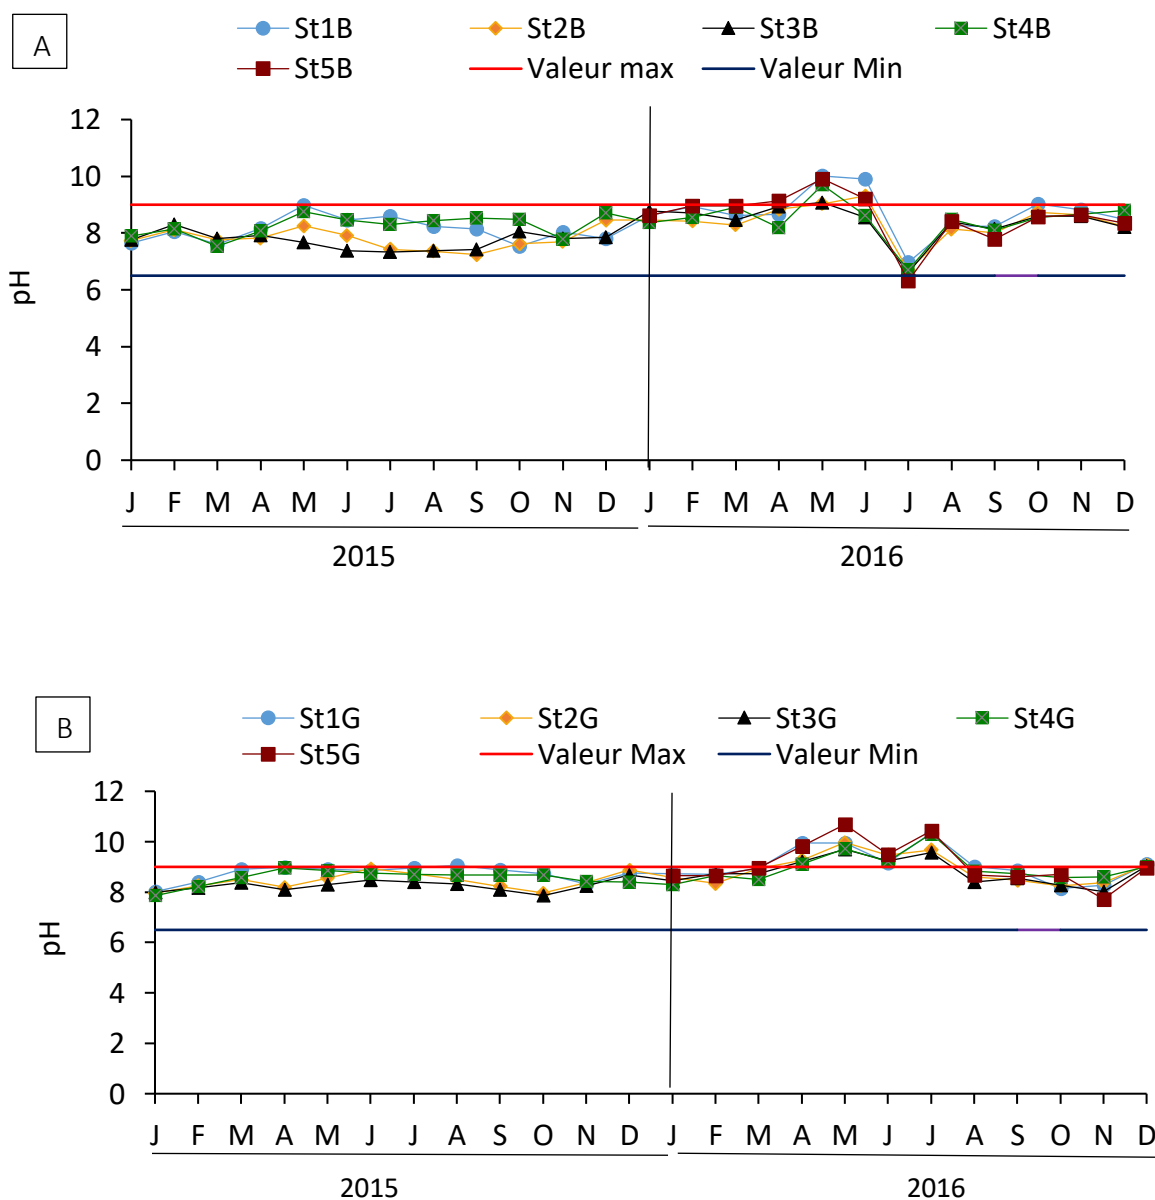 A
St1B St2B St3B St4B
St5B Valeur max Valeur Min
12
10
8
6
4
2
0
pH
J F M A M J J A S O N D J F M A M J J A S O N D
2015 2016
B
St1G St2G St3G St4G
St5G Valeur Max Valeur Min
12
10
8
6
4
2
0
pH
J F M A M J J A S O N D J F M A M J J A S O N D
2015 2016